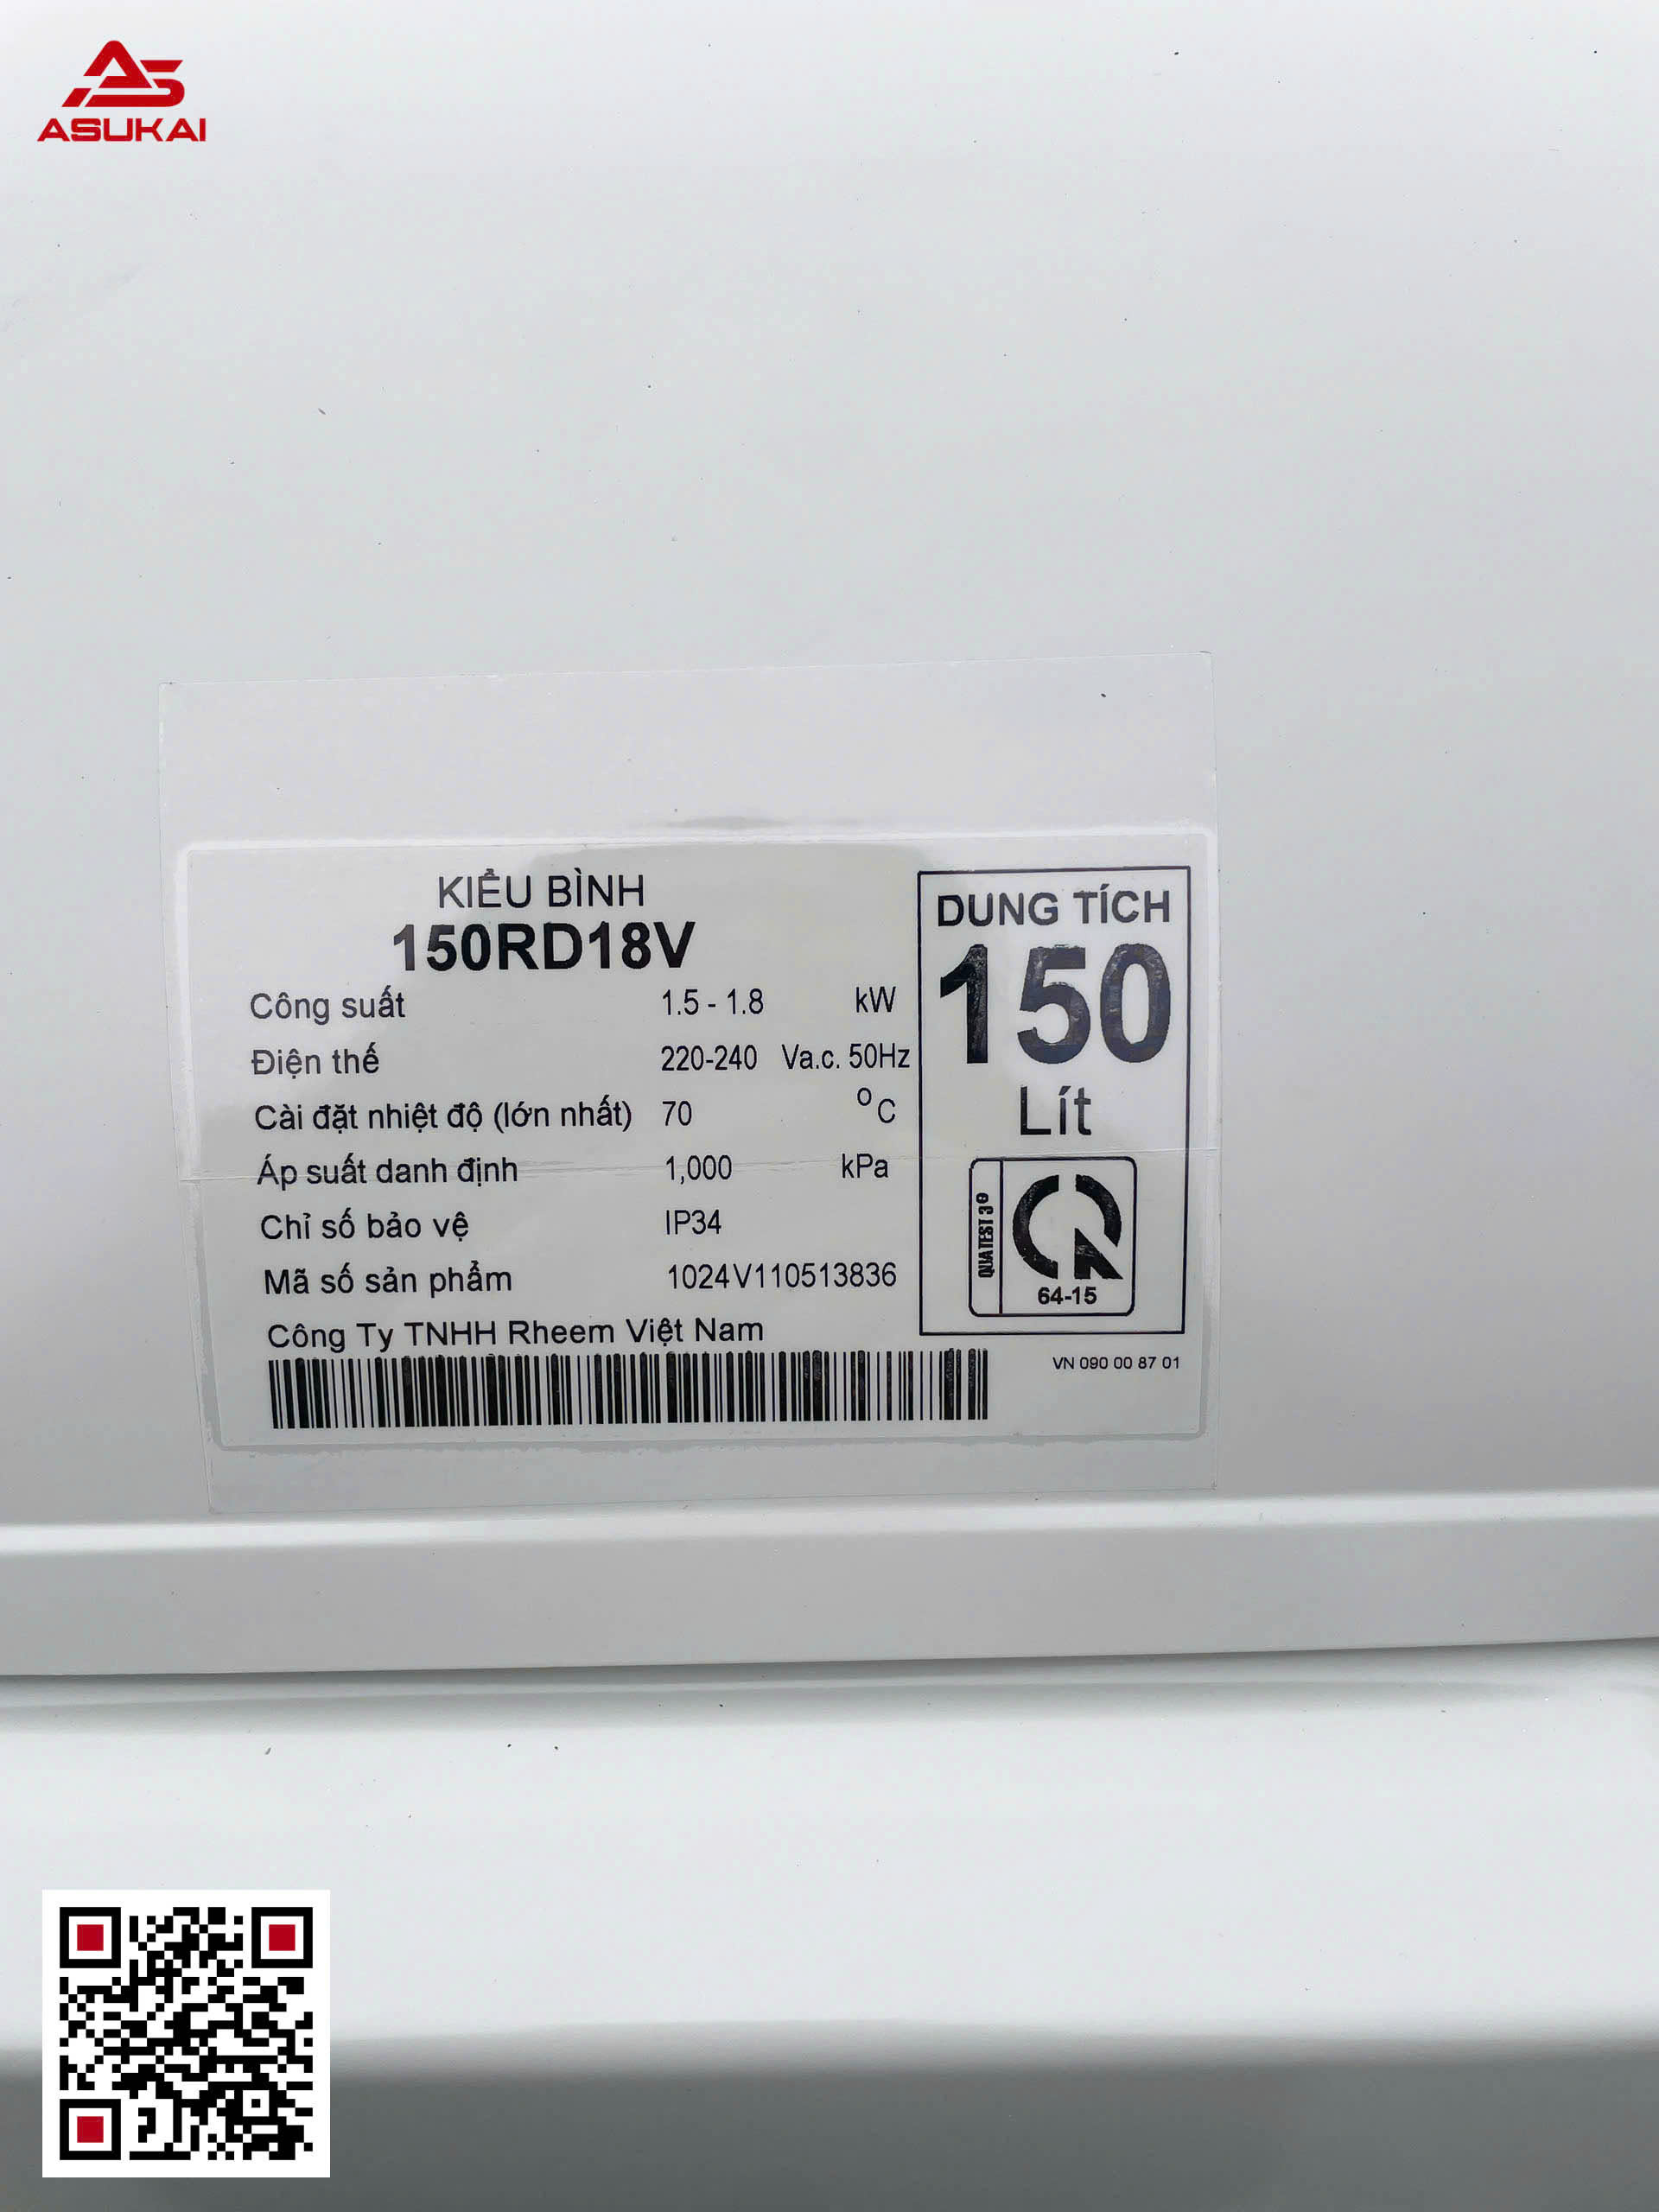 ASUKAI
KIỂU BÌNH
150RD18V
Công suất 1.5 - 1.8 kW
Điện thế 220-240 Va.c. 50Hz
Cài đặt nhiệt độ (lớn nhất) 70 °C
Áp suất danh định 1,000 kPa
Chỉ số bảo vệ IP34
Mã số sản phẩm 1024V110513836
Công Ty TNHH Rheem Việt Nam
DUNG TÍCH
150
Lít
QUATEST 3®
64-15
VN 090 00 87 01